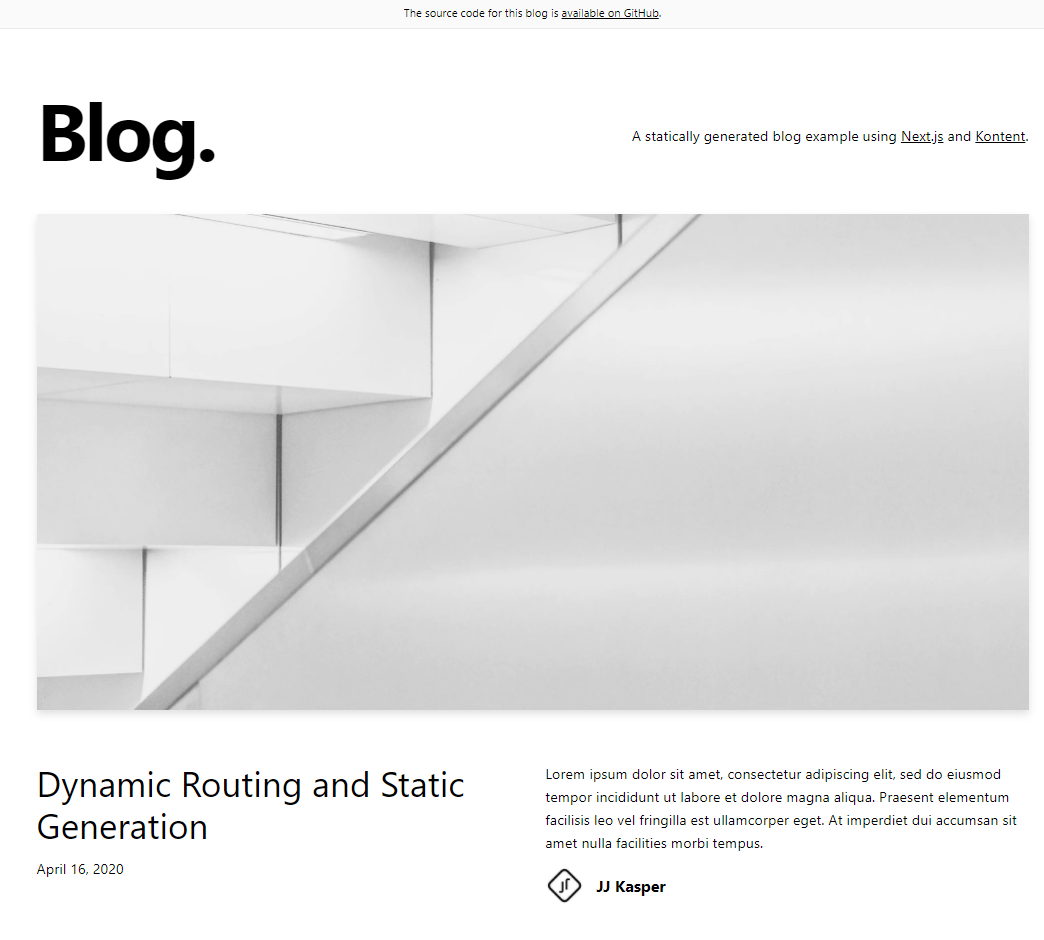 The source code for this blog is available on GitHub.
Blog.
A statically generated blog example using Next.js and Kontent.
Dynamic Routing and Static
Generation
April 16, 2020
Lorem ipsum dolor sit amet, consectetur adipiscing elit, sed do eiusmod
tempor incididunt ut labore et dolore magna aliqua. Praesent elementum
facilisis leo vel fringilla est ullamcorper eget. At imperdiet dui accumsan sit
amet nulla facilities morbi tempus.
JJ Kasper